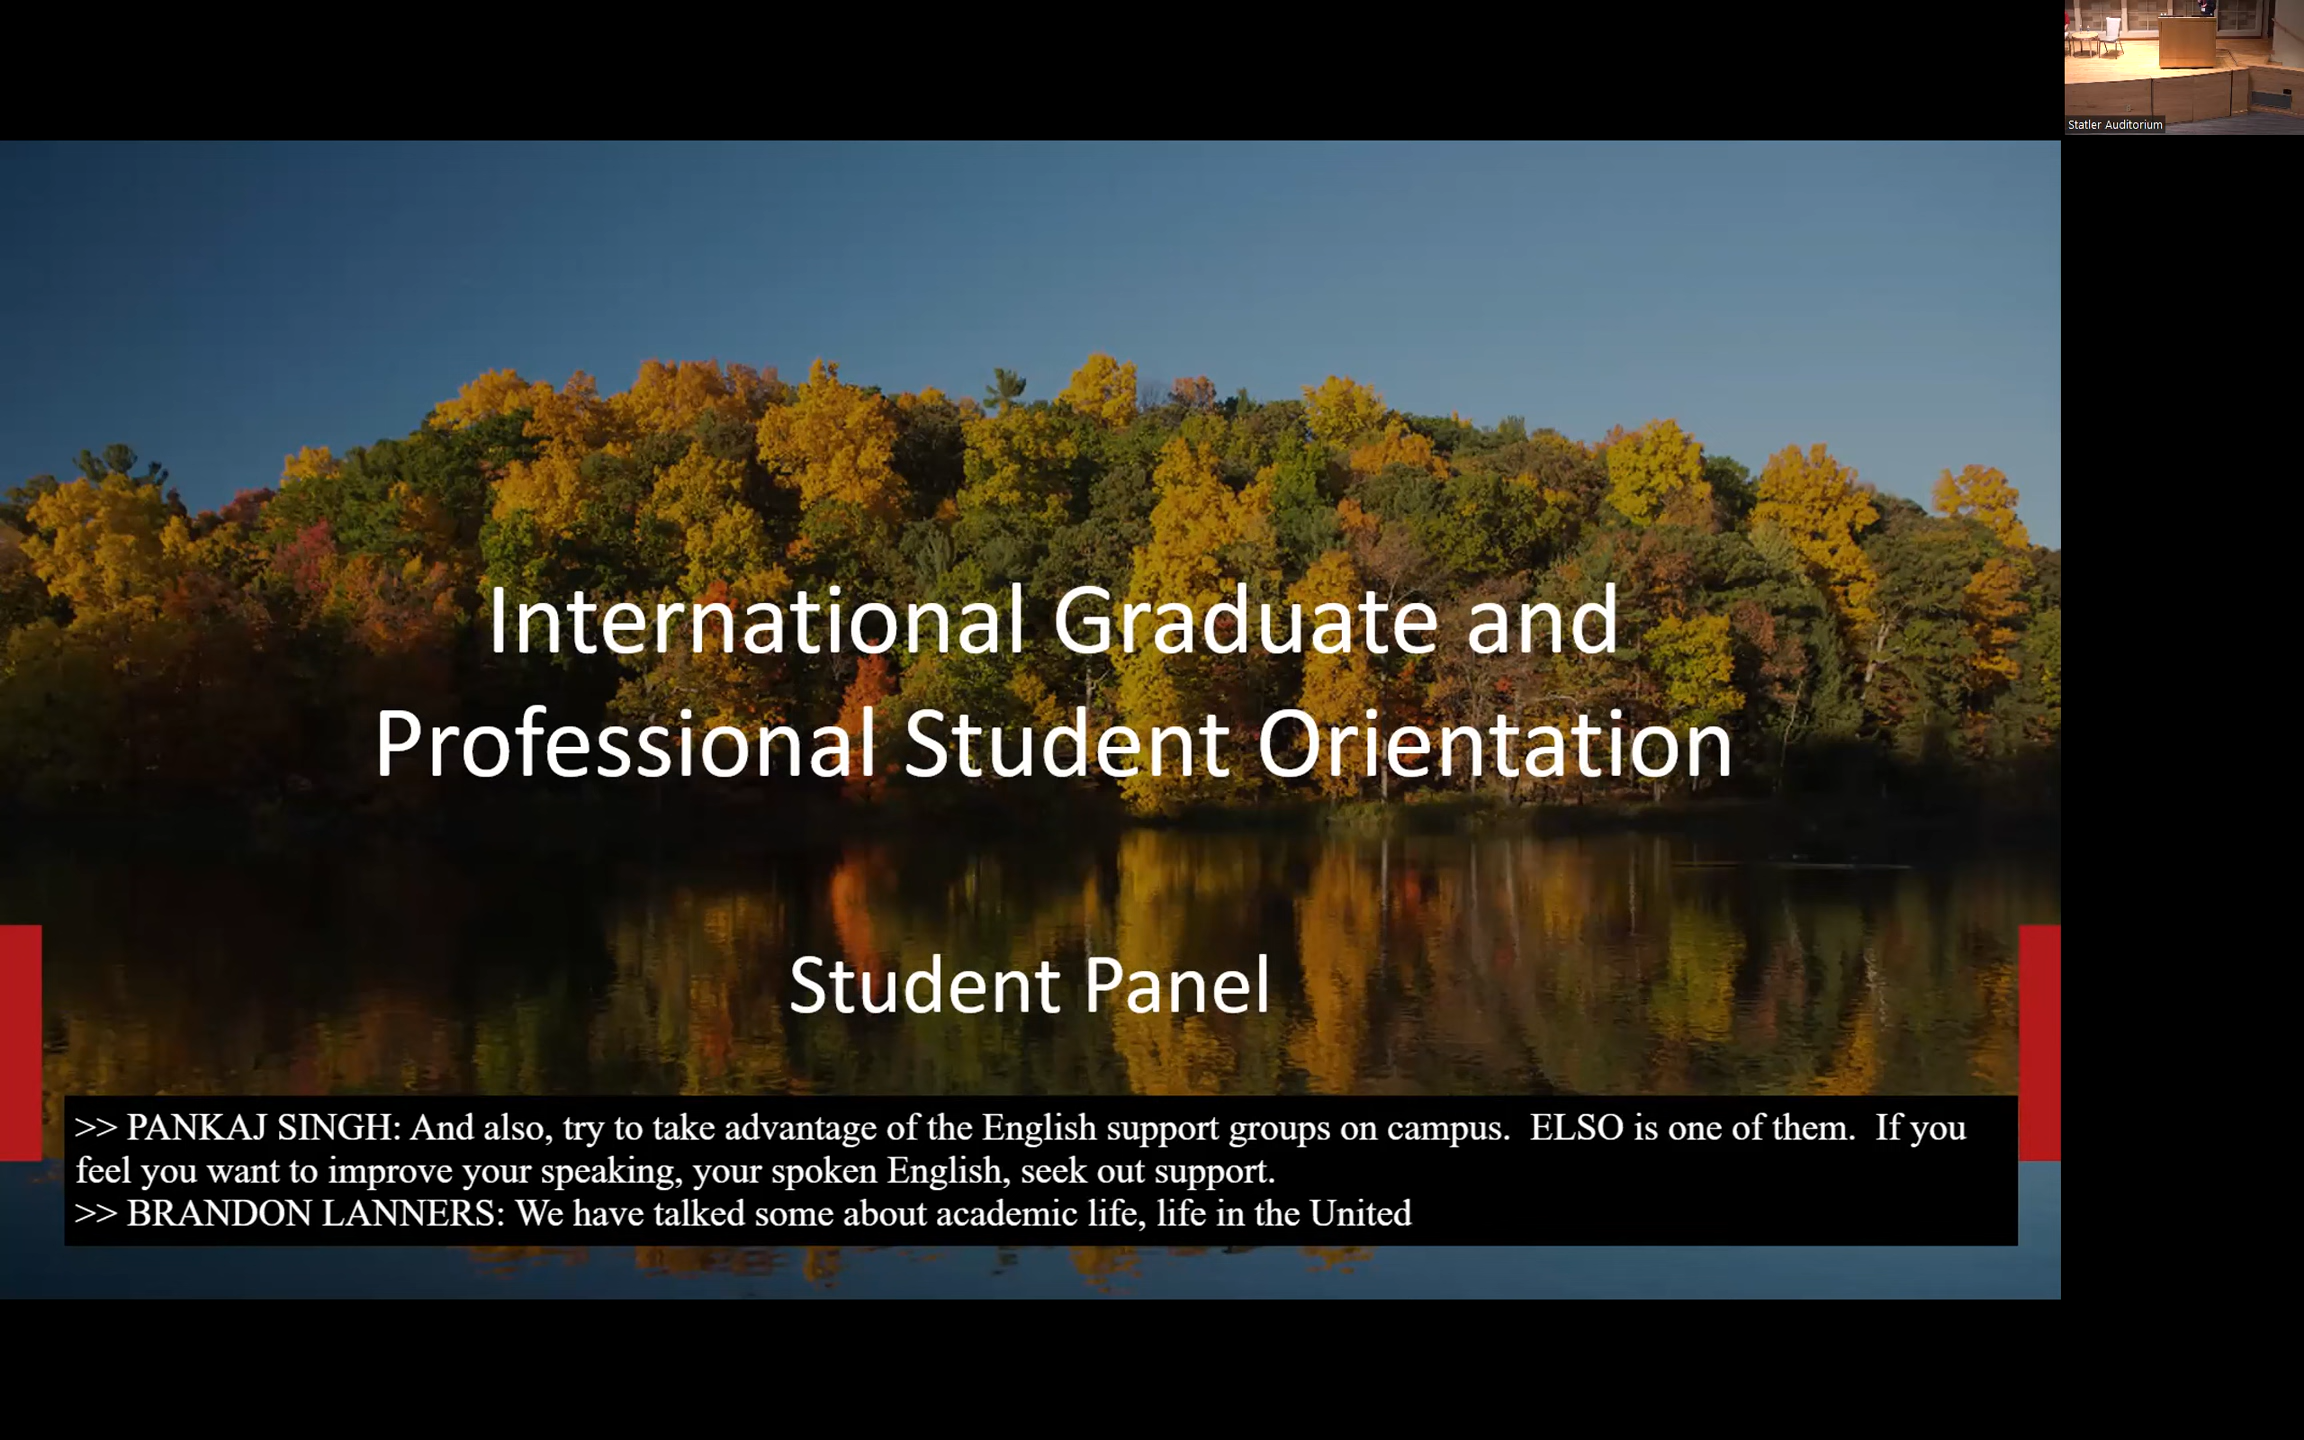 Statler Auditorium
International Graduate and
Professional Student Orientation
Student Panel
>> PANKAJ SINGH: And also, try to take advantage of the English support groups on campus.  ELSO is one of them.  If you
feel you want to improve your speaking, your spoken English, seek out support.
>> BRANDON LANNERS: We have talked some about academic life, life in the United